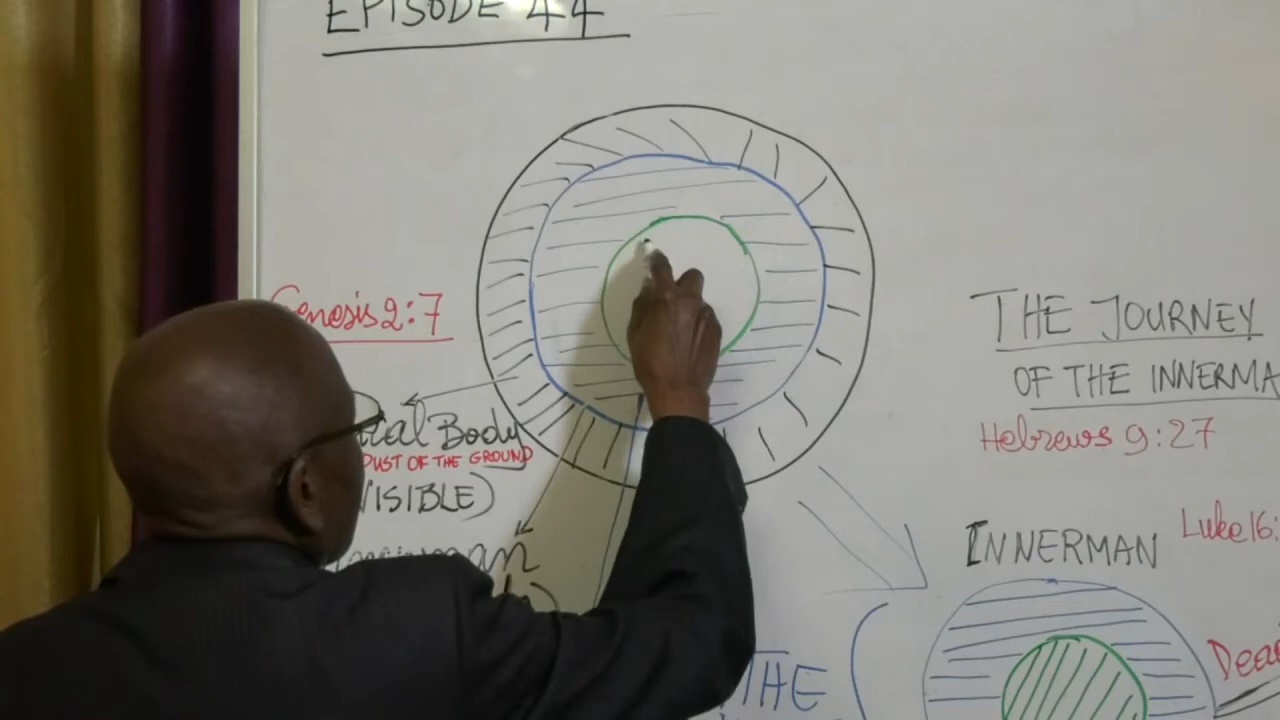 EPISODE 44
Genesis 2:7
Body
DUST OF THE GROUND
THE JOURNEY
OF THE INNERMA
Hebrews 9:27
INNERMAN
Luke 16:
THE